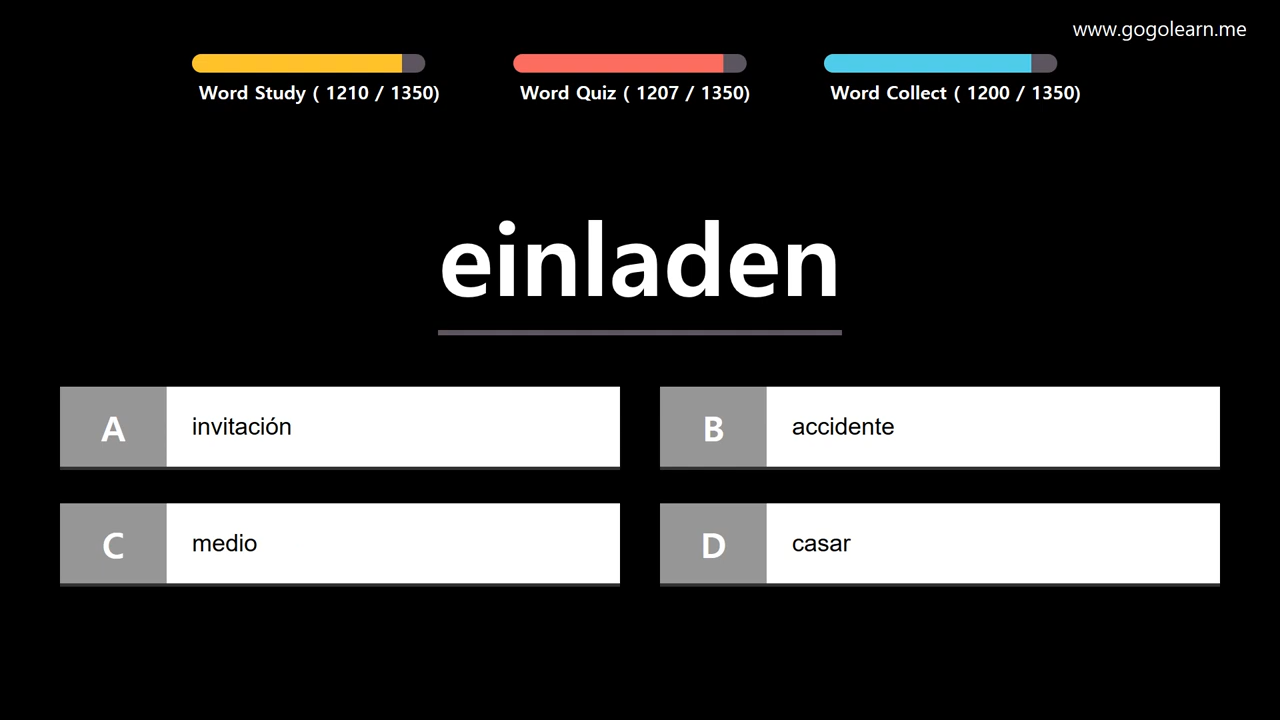 www.gogolearn.me
Word Study ( 1210 / 1350)
Word Quiz ( 1207 / 1350)
Word Collect ( 1200 / 1350)
einladen
A invitación
B accidente
C medio
D casar